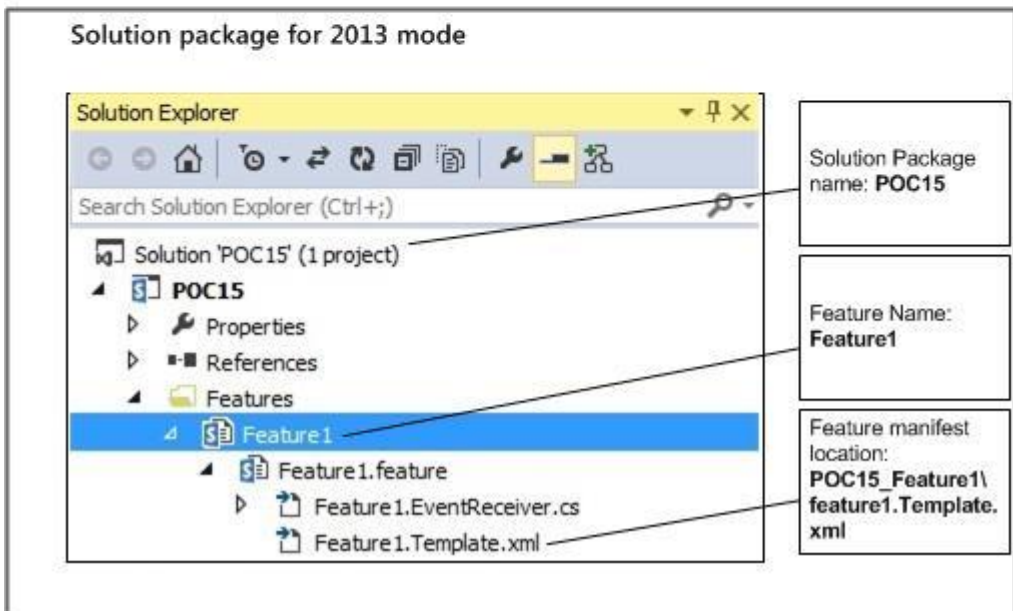 Solution package for 2013 mode
Solution Explorer
Search Solution Explorer (Ctrl+;)
Solution 'POC15' (1 project)
POC15
Properties
References
Features
Feature1
Feature1.feature
Feature1.EventReceiver.cs
Feature1.Template.xml
Solution Package
name: POC15
Feature Name:
Feature1
Feature manifest
location:
POC15_Feature1\
feature1.Template.
xml